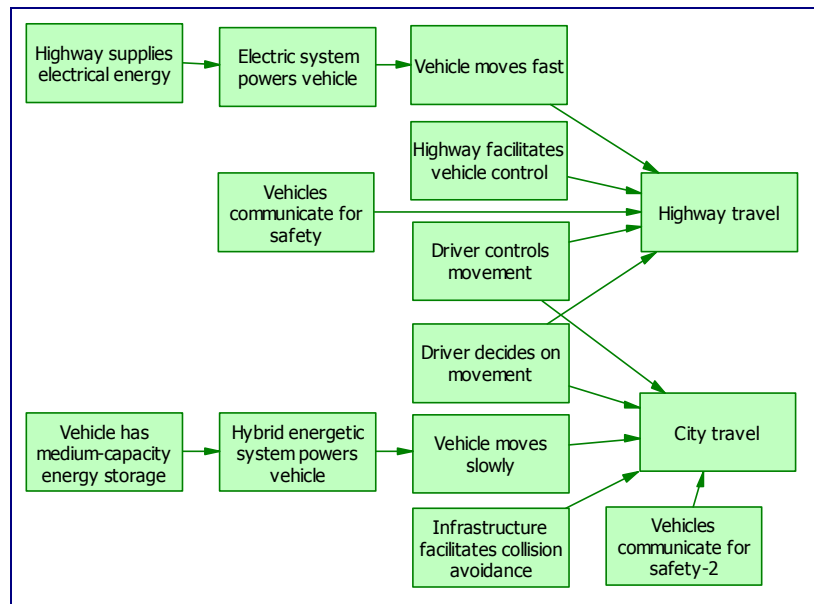 Highway supplies
electrical energy
Electric system
powers vehicle
Vehicle moves fast
Highway facilitates
vehicle control
Vehicles
communicate for
safety
Highway travel
Driver controls
movement
Driver decides on
movement
Vehicle has
medium-capacity
energy storage
Hybrid energetic
system powers
vehicle
Vehicle moves
slowly
City travel
Infrastructure
facilitates collision
avoidance
Vehicles
communicate for
safety-2